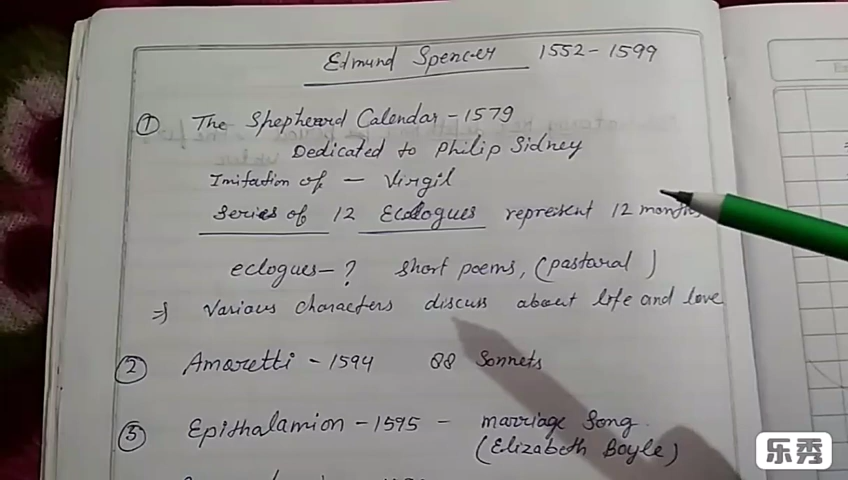 Edmund Spencer 1552-1599
① The Shepheard Calendar - 1579
Dedicated to Philip Sidney
Imitation of — Virgil
Series of 12 Ecologues represent 12 months
eclogues - ? short poems, (pastoral)
⇒ Various characters discuss about life and love
② Amoretti - 1594 88 Sonnets
③ Epithalamion - 1595 - marriage Song.
(Elizabeth Boyle)
乐秀